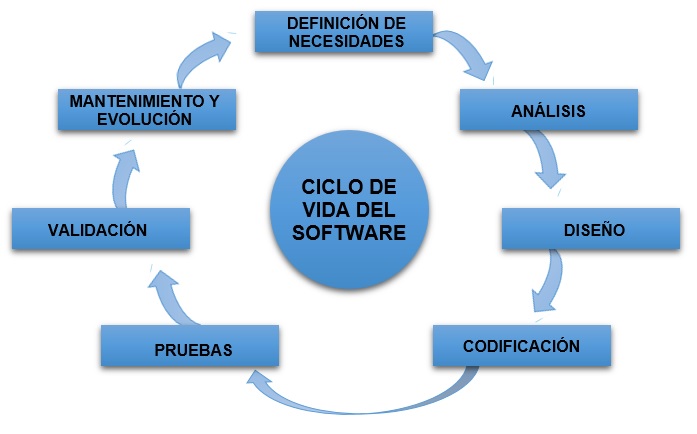 DEFINICIÓN DE
NECESIDADES
ANÁLISIS
DISEÑO
CODIFICACIÓN
PRUEBAS
VALIDACIÓN
MANTENIMIENTO Y
EVOLUCIÓN
CICLO DE
VIDA DEL
SOFTWARE